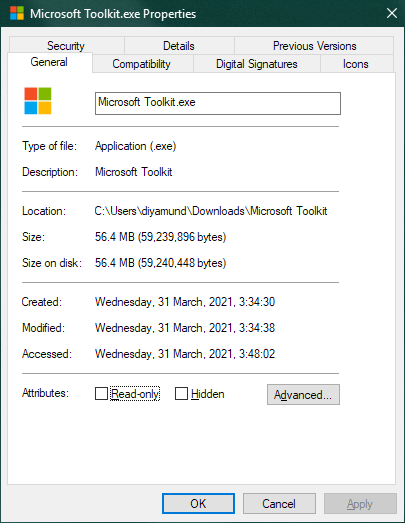 Microsoft Toolkit.exe Properties
Security Details Previous Versions
General Compatibility Digital Signatures Icons
Microsoft Toolkit.exe
Type of file: Application (.exe)
Description: Microsoft Toolkit
Location: C:\Users\diyamund\Downloads\Microsoft Toolkit
Size: 56.4 MB (59,239,896 bytes)
Size on disk: 56.4 MB (59,240,448 bytes)
Created: Wednesday, 31 March, 2021, 3:34:30
Modified: Wednesday, 31 March, 2021, 3:34:38
Accessed: Wednesday, 31 March, 2021, 3:48:02
Attributes: Read-only Hidden Advanced...
OK Cancel Apply